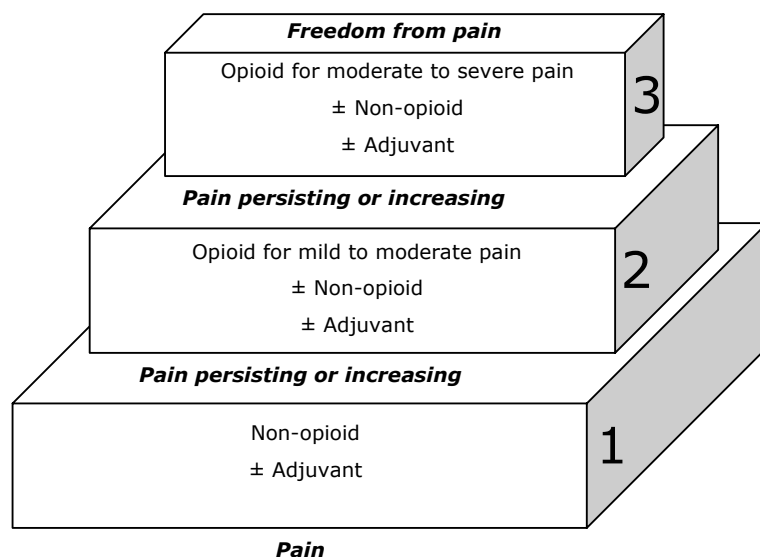 Freedom from pain
Opioid for moderate to severe pain
± Non-opioid
± Adjuvant
3
Pain persisting or increasing
Opioid for mild to moderate pain
± Non-opioid
± Adjuvant
2
Pain persisting or increasing
Non-opioid
± Adjuvant
1
Pain